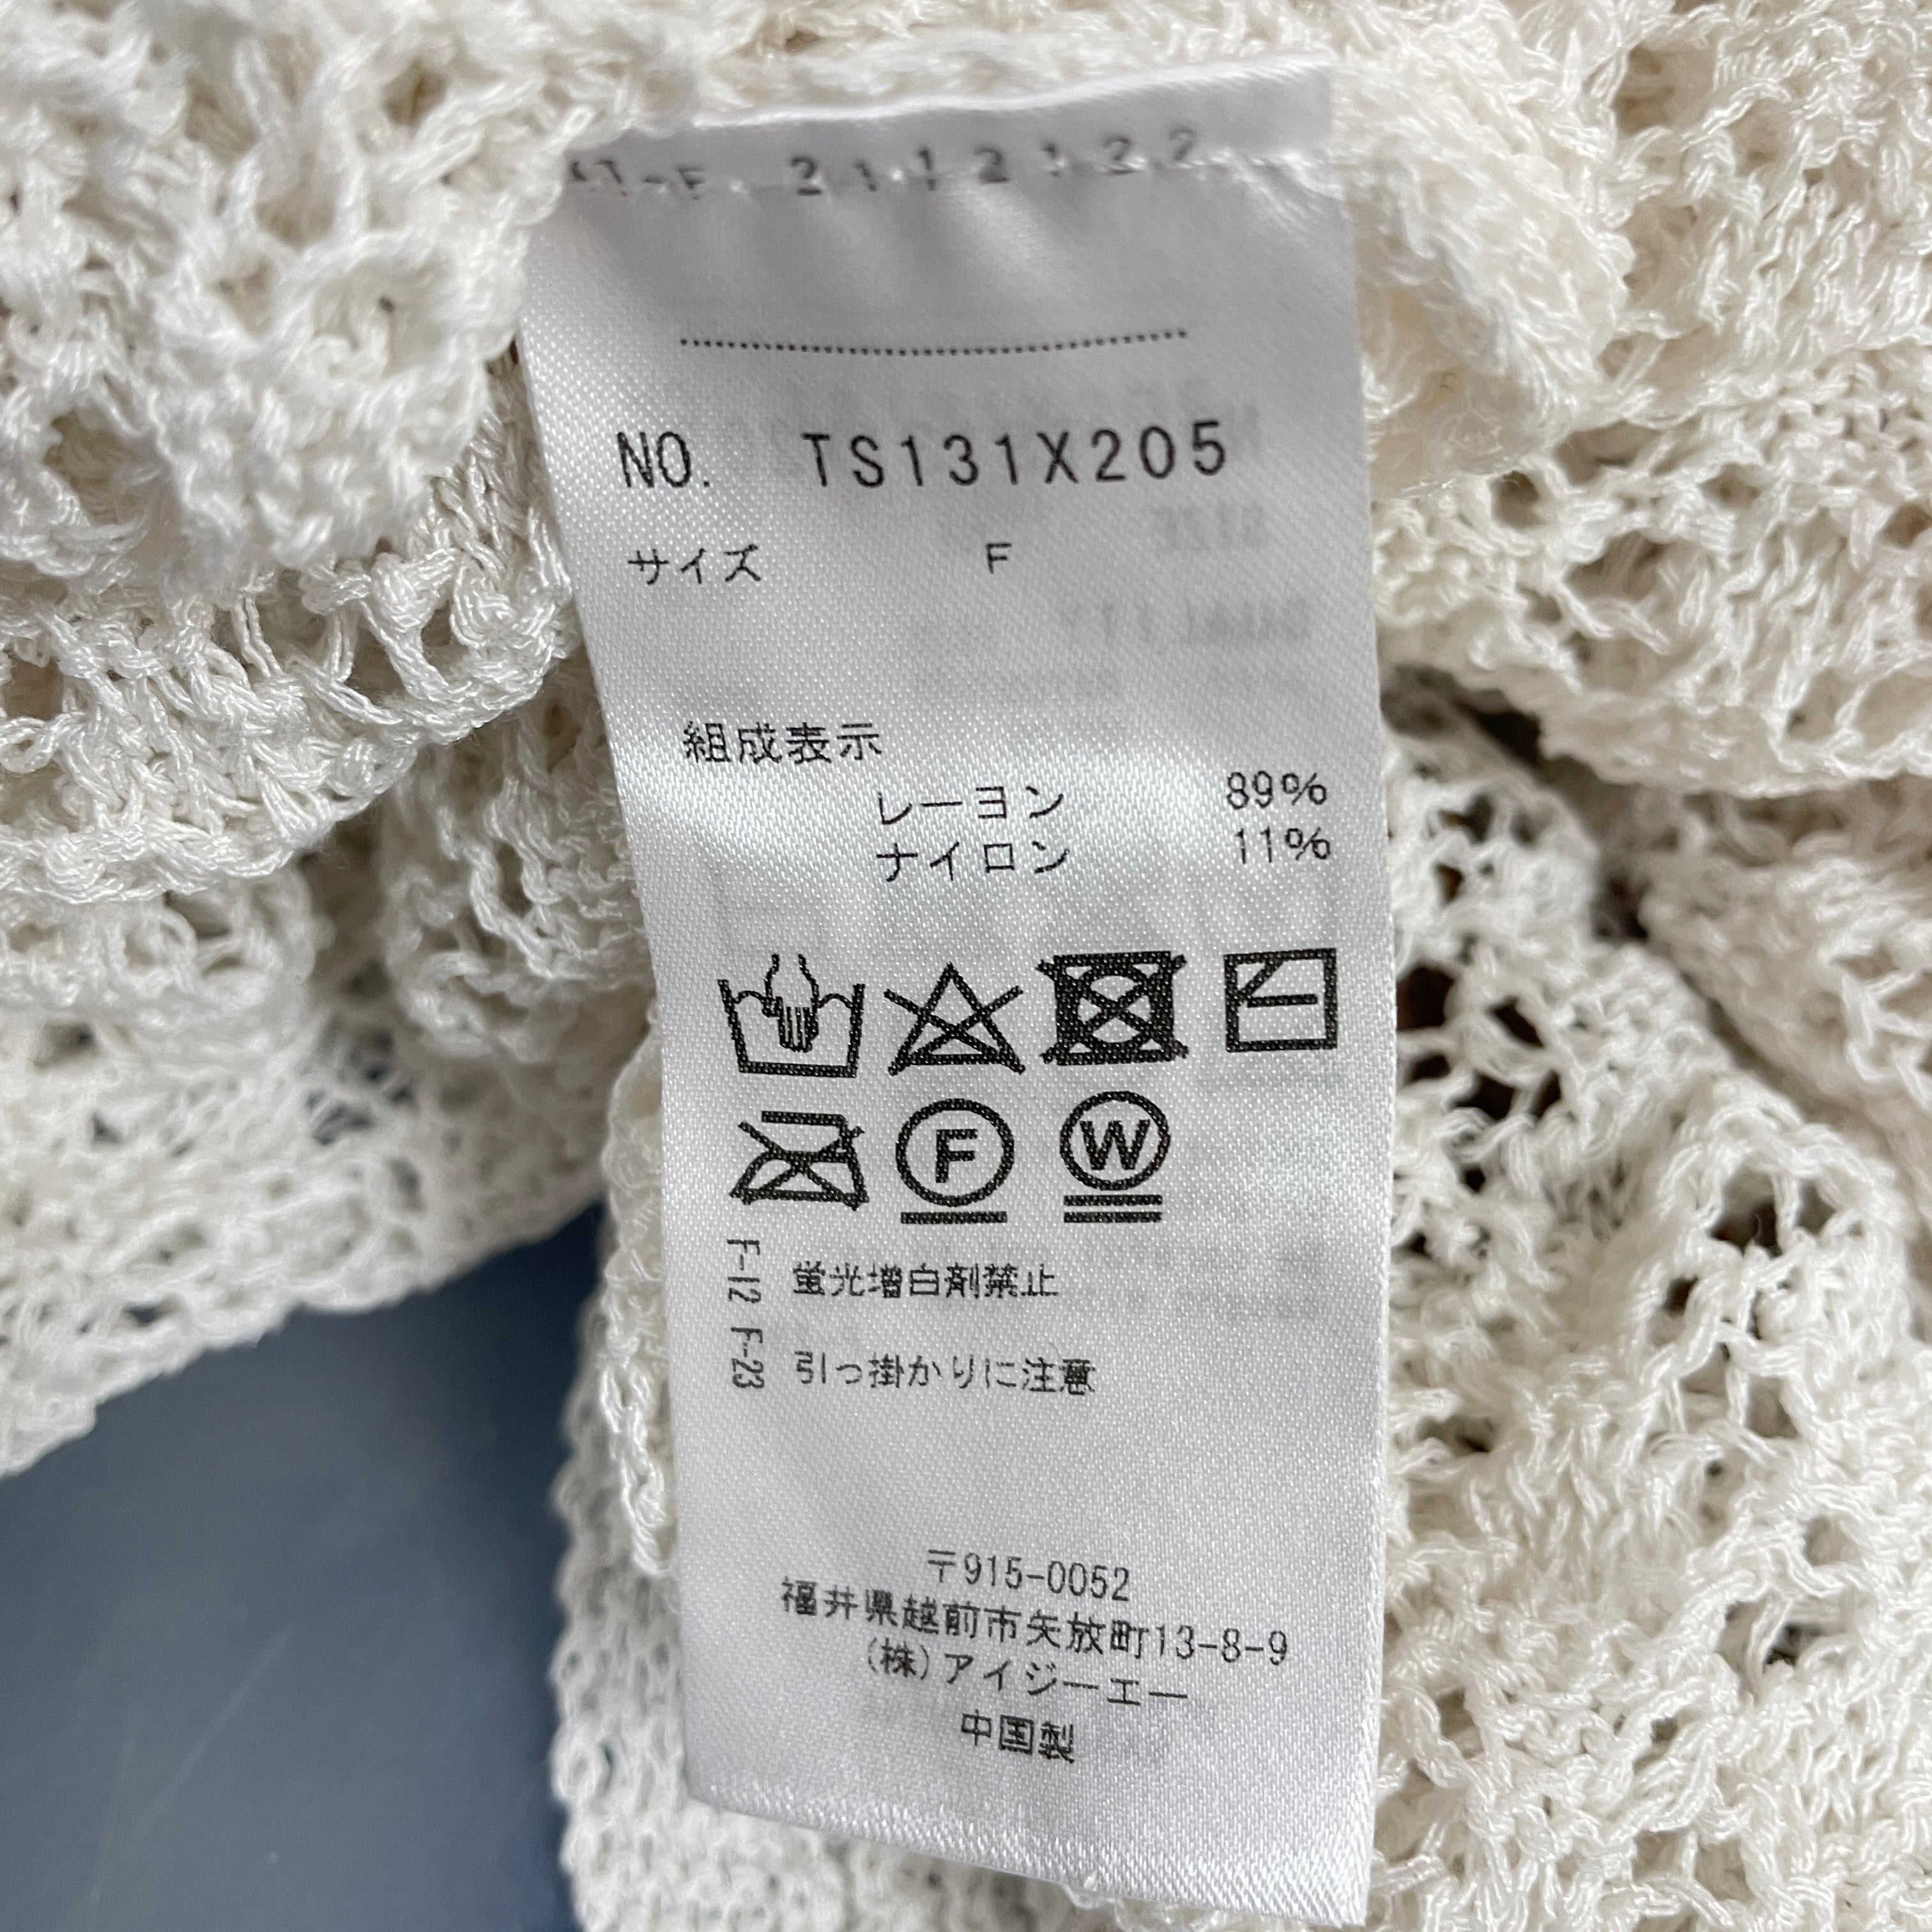 2112122
NO. TS131X205
サイズ F
組成表示
レーヨン 89%
ナイロン 11%
F W
F-12 蛍光増白剤禁止
F-23 引っ掛かりに注意
〒915-0052
福井県越前市矢放町13-8-9
(株)アイジーエー
中国製